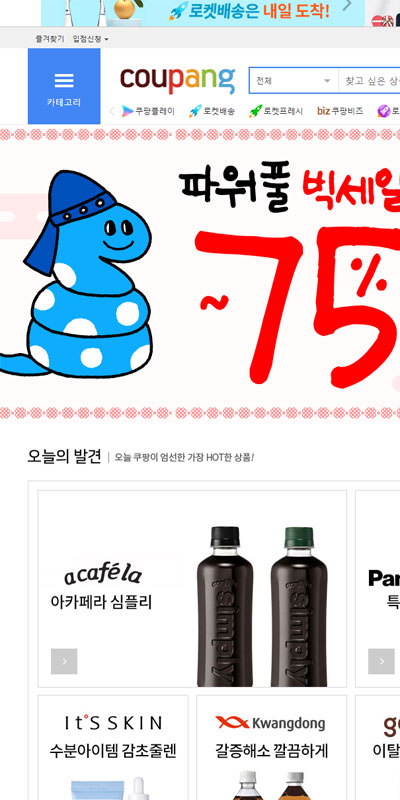 로켓배송은 내일 도착!
즐겨찾기 입점신청
coupang
전체
찾고 싶은 상
카테고리
쿠팡플레이 로켓배송 로켓프레시 biz 쿠팡비즈 로
파워풀 빅세일
~75%
오늘의 발견 | 오늘 쿠팡이 엄선한 가장 HOT한 상품!
acaféla
아카페라 심플리
simply simply
Pan
특
It'S SKIN
수분아이템 감초줄렌
Kwangdong
갈증해소 깔끔하게
go
이탈